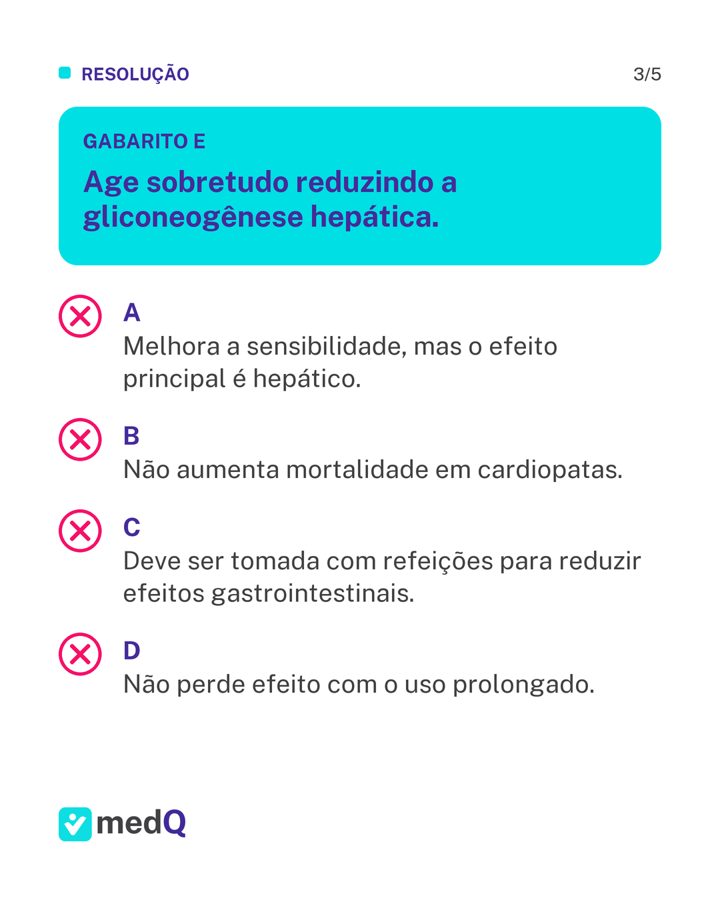 RESOLUÇÃO
3/5
GABARITO E
Age sobretudo reduzindo a
gliconeogênese hepática.
A
Melhora a sensibilidade, mas o efeito
principal é hepático.
B
Não aumenta mortalidade em cardiopatas.
C
Deve ser tomada com refeições para reduzir
efeitos gastrointestinais.
D
Não perde efeito com o uso prolongado.
medQ